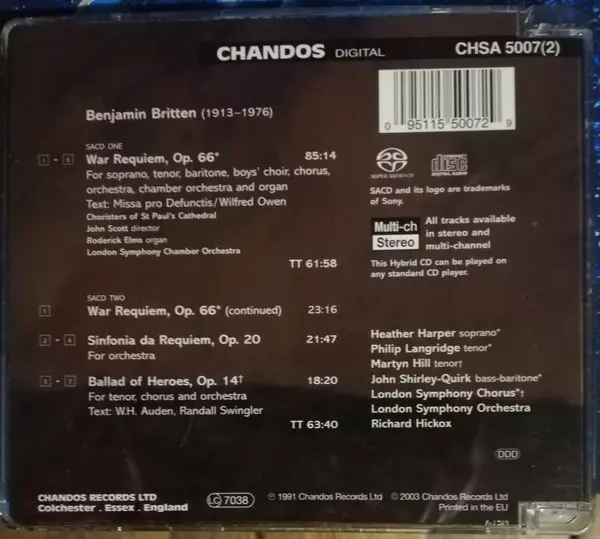 CHANDOS DIGITAL CHSA 5007(2)
0 95115 50072 9
Benjamin Britten (1913–1976)
SACD ONE
1 - 5 War Requiem, Op. 66* 85:14
For soprano, tenor, baritone, boys' choir, chorus,
orchestra, chamber orchestra and organ
Text: Missa pro Defunctis/Wilfred Owen
Choristers of St Paul's Cathedral
John Scott director
Roderick Elms organ
London Symphony Chamber Orchestra
TT 61:58
SUPER AUDIO CD
COMPACT disc DIGITAL AUDIO
SACD and its logo are trademarks
of Sony.
Multi-ch
Stereo
All tracks available
in stereo and
multi-channel
This Hybrid CD can be played on
any standard CD player.
SACD TWO
1 War Requiem, Op. 66* (continued) 23:16
2 - 4 Sinfonia da Requiem, Op. 20 21:47
For orchestra
5 - 7 Ballad of Heroes, Op. 14† 18:20
For tenor, chorus and orchestra
Text: W.H. Auden, Randall Swingler
TT 63:40
Heather Harper soprano*
Philip Langridge tenor*
Martyn Hill tenor†
John Shirley-Quirk bass-baritone*
London Symphony Chorus*†
London Symphony Orchestra
Richard Hickox
DDD
CHANDOS RECORDS LTD
Colchester . Essex . England
LC 7038
℗ 1991 Chandos Records Ltd © 2003 Chandos Records Ltd
Printed in the EU